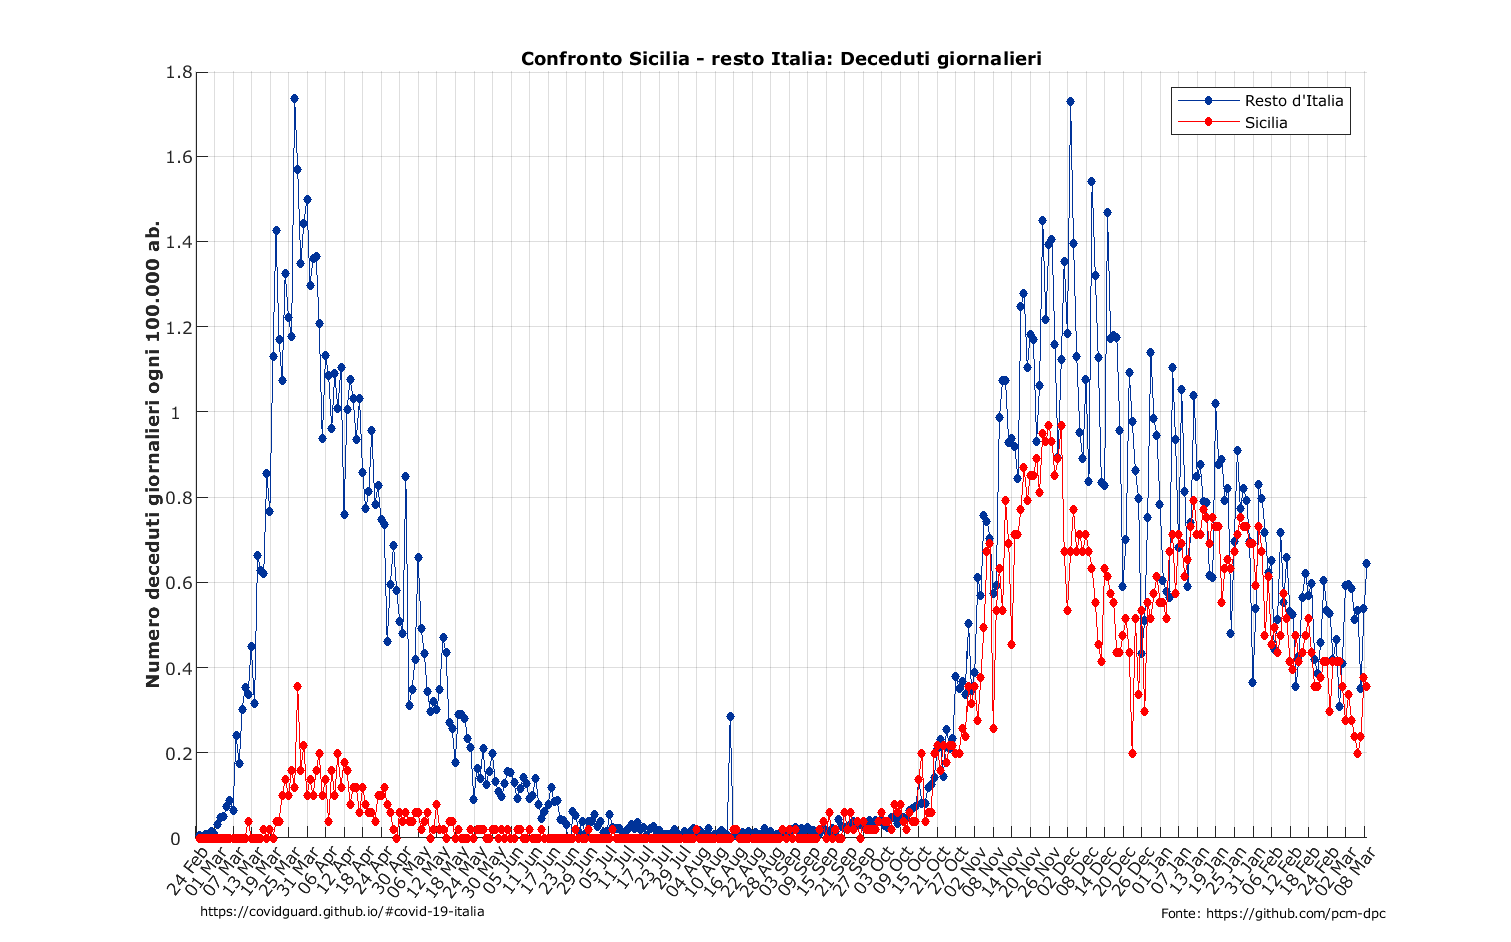 Confronto Sicilia - resto Italia: Deceduti giornalieri
Numero deceduti giornalieri ogni 100.000 ab.
1.8
1.6
1.4
1.2
1
0.8
0.6
0.4
0.2
0
Resto d'Italia
Sicilia
24 Feb
01 Mar
07 Mar
13 Mar
19 Mar
25 Mar
31 Mar
06 Apr
12 Apr
18 Apr
24 Apr
30 Apr
06 May
12 May
18 May
24 May
30 May
05 Jun
11 Jun
17 Jun
23 Jun
29 Jun
05 Jul
11 Jul
17 Jul
23 Jul
29 Jul
04 Aug
10 Aug
16 Aug
22 Aug
28 Aug
03 Sep
09 Sep
15 Sep
21 Sep
27 Sep
03 Oct
09 Oct
15 Oct
21 Oct
27 Oct
02 Nov
08 Nov
14 Nov
20 Nov
26 Nov
02 Dec
08 Dec
14 Dec
20 Dec
26 Dec
01 Jan
07 Jan
13 Jan
19 Jan
25 Jan
31 Jan
06 Feb
12 Feb
18 Feb
24 Feb
02 Mar
08 Mar
https://covidguard.github.io/#covid-19-italia
Fonte: https://github.com/pcm-dpc